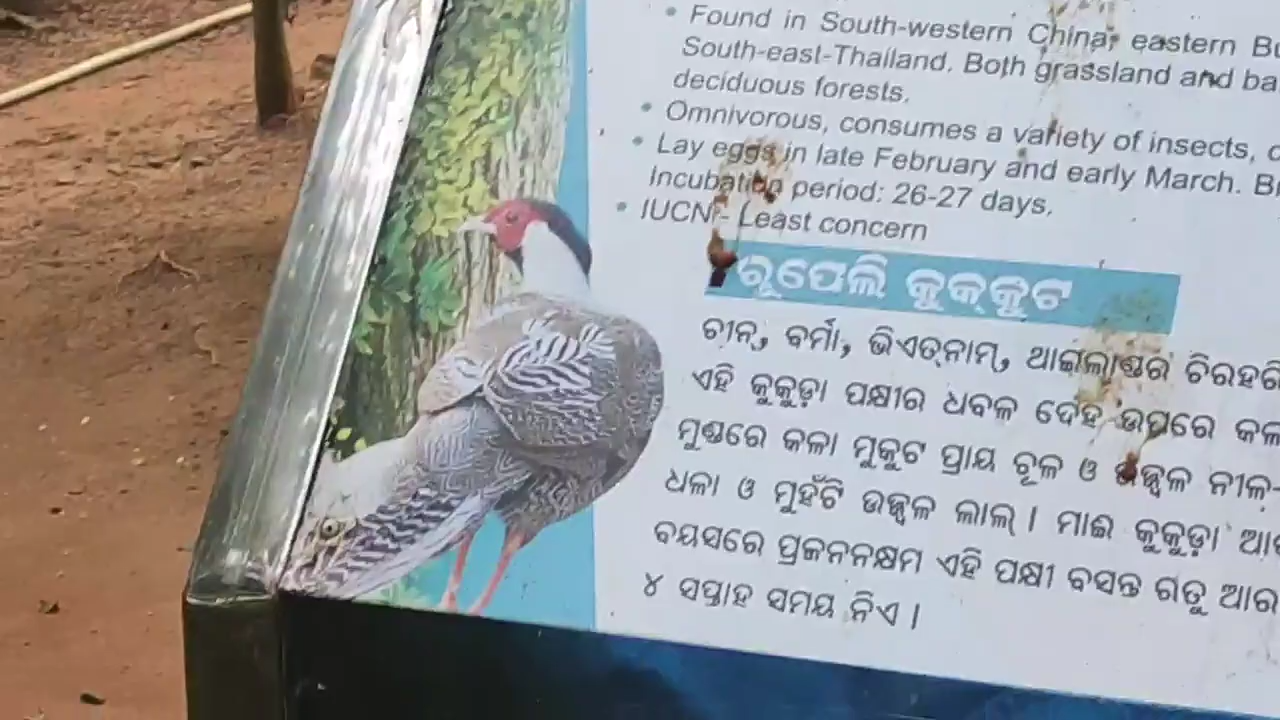 • Found in South-western China, eastern
South-east-Thailand. Both grassland and
deciduous forests.
• Omnivorous, consumes a variety of insects,
• Lay eggs in late February and early March.
Incubation period: 26-27 days.
• IUCN - Least concern
ରୂପେଲି କୁକ୍କୁଟ
ଚୀନ୍, ବର୍ମା, ଭିଏତ୍‌ନାମ୍, ଥାଇଲାଣ୍ଡର
ଏହି କୁକୁଡ଼ା ପକ୍ଷୀର ଧବଳ ଦେହ ଉପରେ
ମୁଣ୍ଡରେ କଳା ମୁକୁଟ ପ୍ରାୟ ଚୂଳ ଓ ଉଜ୍ଜ୍ୱଳ ନୀଳ-
ଧଳା ଓ ମୁହଁଟି ଉଜ୍ଜ୍ୱଳ ଲାଲ୍ । ମାଈ କୁକୁଡ଼ା
ବୟସରେ ପ୍ରଜନନକ୍ଷମ ଏହି ପକ୍ଷୀ ବସନ୍ତ ଋତୁ
୪ ସପ୍ତାହ ସମୟ ନିଏ ।